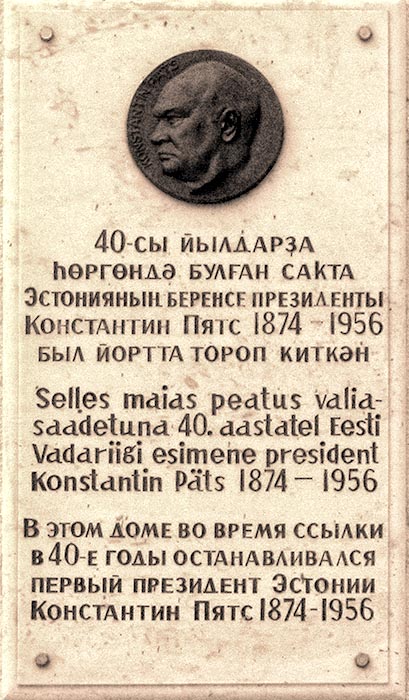 KONSTANTIN PÄTS
40-СЫ ЙЫЛДАРҘА
ҺӨРГӨНДӘ БУЛҒАН САКТА
ЭСТОНИЯНЫҢ БЕРЕНСЕ ПРЕЗИДЕНТЫ
КОНСТАНТИН ПЯТС 1874 – 1956
БЫЛ ЙОРТТА ТОРОП КИТКӘН
Selles maias peatus valia-
saadetuna 40. aastatel Eesti
Vadariigi esimene president
Konstantin Päts 1874 – 1956
В ЭТОМ ДОМЕ ВО ВРЕМЯ ССЫЛКИ
В 40-Е ГОДЫ ОСТАНАВЛИВАЛСЯ
ПЕРВЫЙ ПРЕЗИДЕНТ ЭСТОНИИ
КОНСТАНТИН ПЯТС 1874-1956